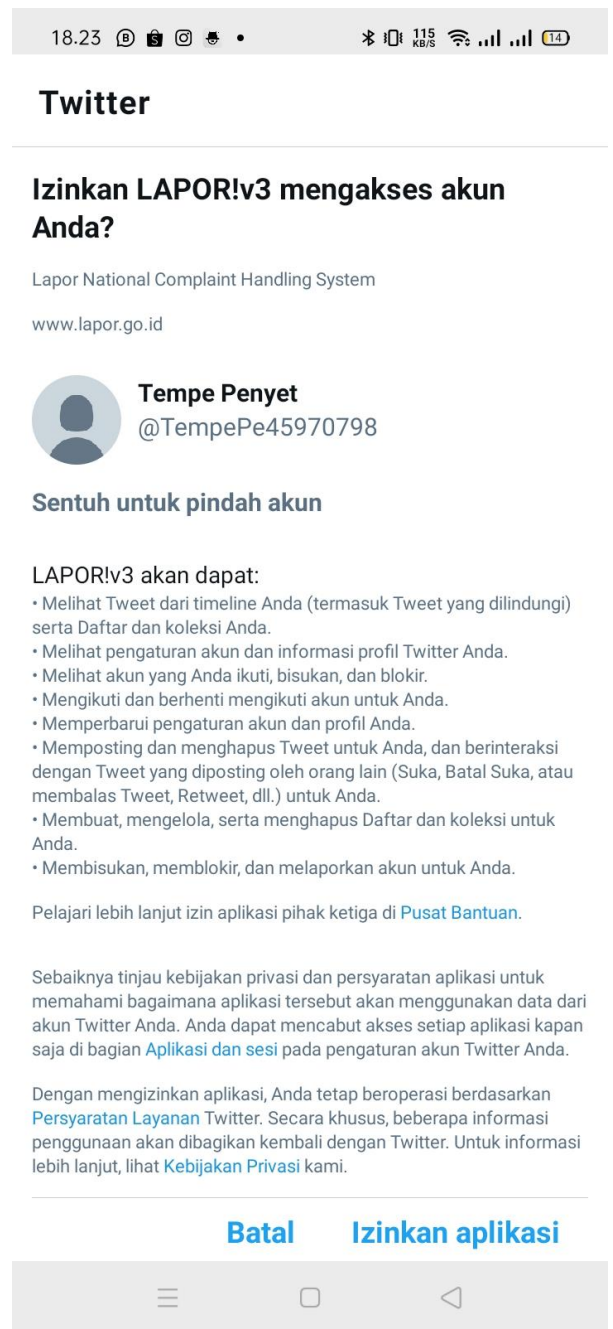 18.23
115
KB/S
14
Twitter
Izinkan LAPOR!v3 mengakses akun
Anda?
Lapor National Complaint Handling System
www.lapor.go.id
Tempe Penyet
@TempePe45970798
Sentuh untuk pindah akun
LAPOR!v3 akan dapat:
• Melihat Tweet dari timeline Anda (termasuk Tweet yang dilindungi)
serta Daftar dan koleksi Anda.
• Melihat pengaturan akun dan informasi profil Twitter Anda.
• Melihat akun yang Anda ikuti, bisukan, dan blokir.
• Mengikuti dan berhenti mengikuti akun untuk Anda.
• Memperbarui pengaturan akun dan profil Anda.
• Memposting dan menghapus Tweet untuk Anda, dan berinteraksi
dengan Tweet yang diposting oleh orang lain (Suka, Batal Suka, atau
membalas Tweet, Retweet, dll.) untuk Anda.
• Membuat, mengelola, serta menghapus Daftar dan koleksi untuk
Anda.
• Membisukan, memblokir, dan melaporkan akun untuk Anda.
Pelajari lebih lanjut izin aplikasi pihak ketiga di Pusat Bantuan.
Sebaiknya tinjau kebijakan privasi dan persyaratan aplikasi untuk
memahami bagaimana aplikasi tersebut akan menggunakan data dari
akun Twitter Anda. Anda dapat mencabut akses setiap aplikasi kapan
saja di bagian Aplikasi dan sesi pada pengaturan akun Twitter Anda.
Dengan mengizinkan aplikasi, Anda tetap beroperasi berdasarkan
Persyaratan Layanan Twitter. Secara khusus, beberapa informasi
penggunaan akan dibagikan kembali dengan Twitter. Untuk informasi
lebih lanjut, lihat Kebijakan Privasi kami.
Batal Izinkan aplikasi